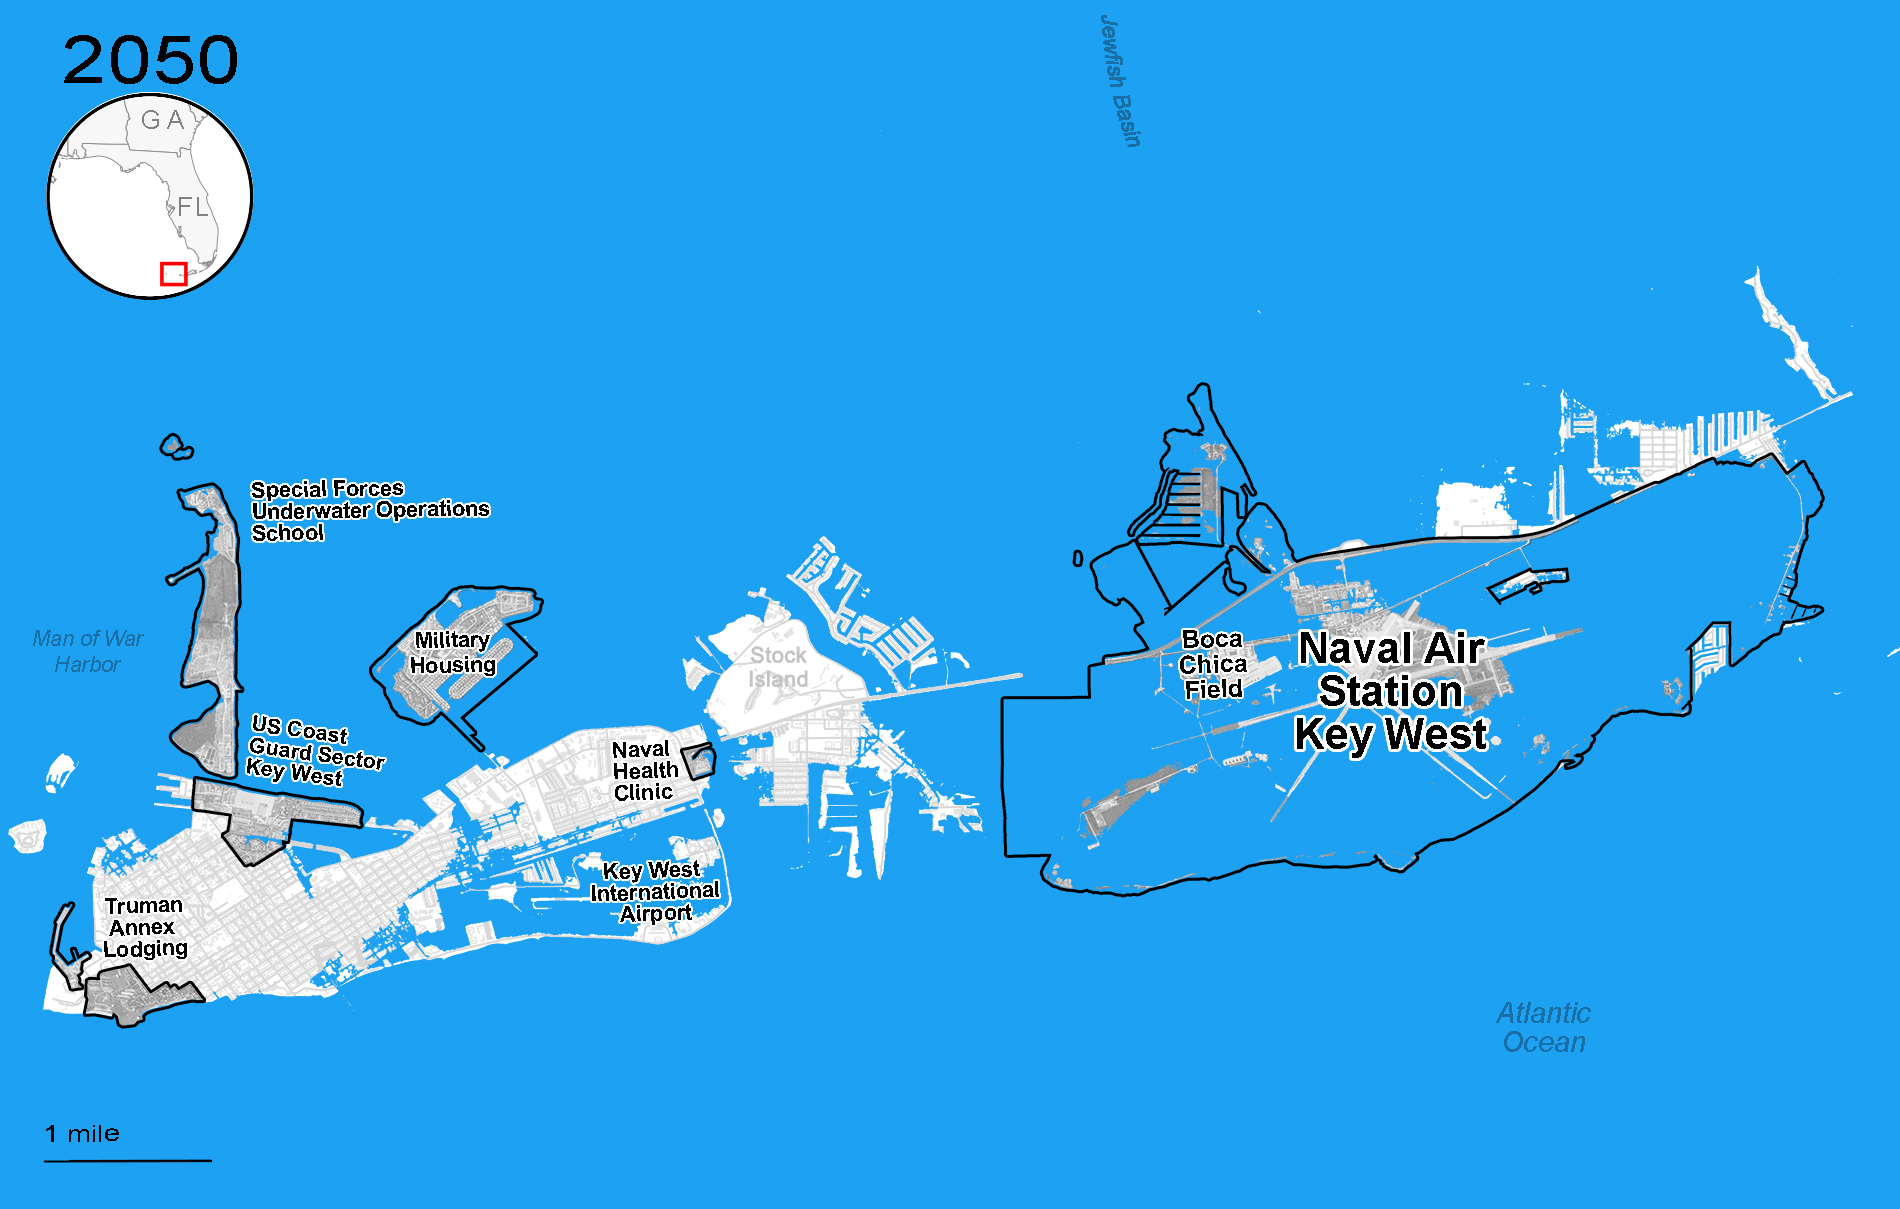 2050
GA
FL
Jewfish Basin
Special Forces
Underwater Operations
School
Man of War
Harbor
Military
Housing
Stock
Island
Boca
Chica
Field
Naval Air
Station
Key West
US Coast
Guard Sector
Key West
Naval
Health
Clinic
Key West
International
Airport
Truman
Annex
Lodging
Atlantic
Ocean
1 mile